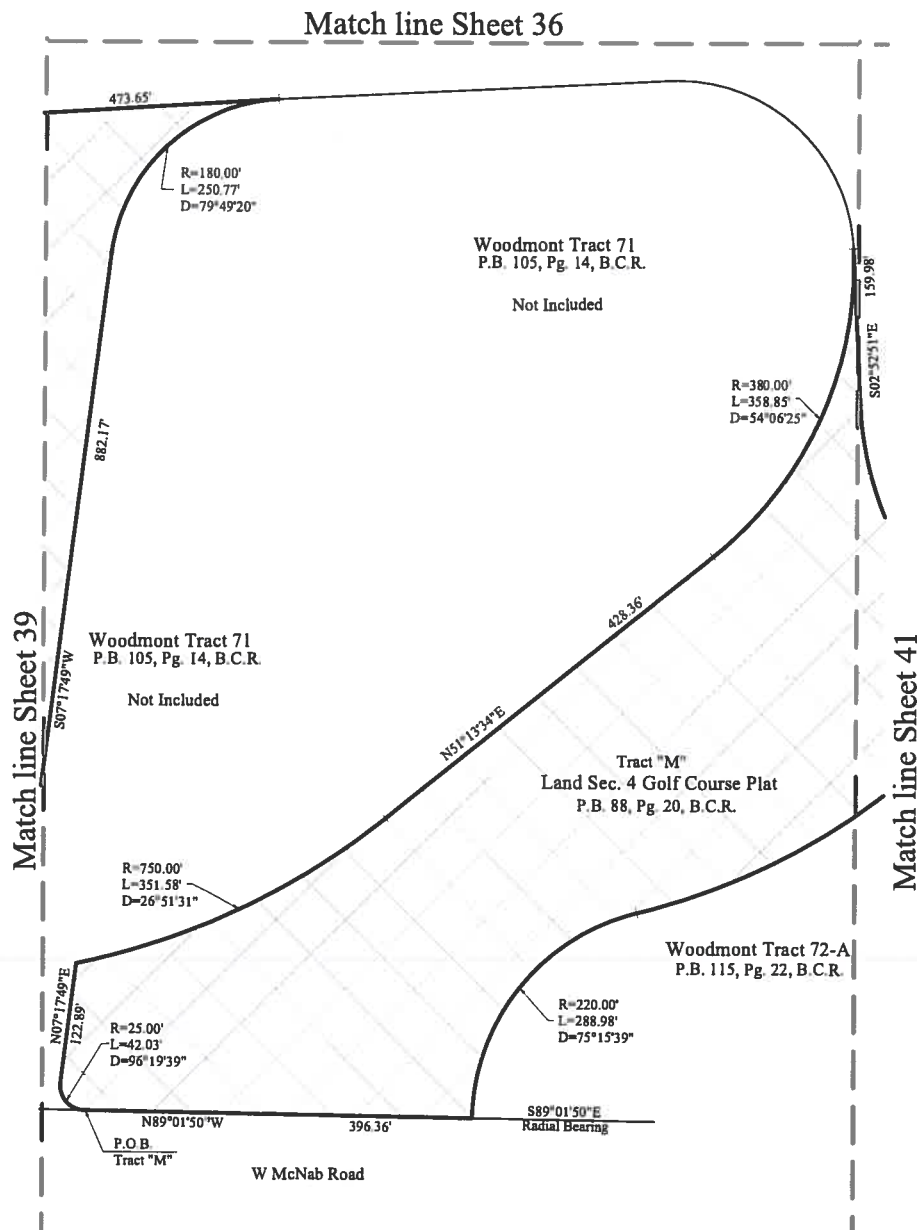 Match line Sheet 36
473.65'
R=180.00'
L=250.77'
D=79°49'20"
Woodmont Tract 71
P.B. 105, Pg. 14, B.C.R.
Not Included
159.98'
S02°52'51"E
R=380.00'
L=358.85'
D=54°06'25"
882.17'
S07°17'49"W
428.36'
N51°13'34"E
Match line Sheet 39
Woodmont Tract 71
P.B. 105, Pg. 14, B.C.R.
Not Included
Match line Sheet 41
Tract "M"
Land Sec. 4 Golf Course Plat
P.B. 88, Pg. 20, B.C.R.
R=750.00'
L=351.58'
D=26°51'31"
Woodmont Tract 72-A
P.B. 115, Pg. 22, B.C.R.
N07°17'49"E
122.89'
R=25.00'
L=42.03'
D=96°19'39"
R=220.00'
L=288.98'
D=75°15'39"
N89°01'50"W
396.36'
S89°01'50"E
Radial Bearing
P.O.B.
Tract "M"
W McNab Road